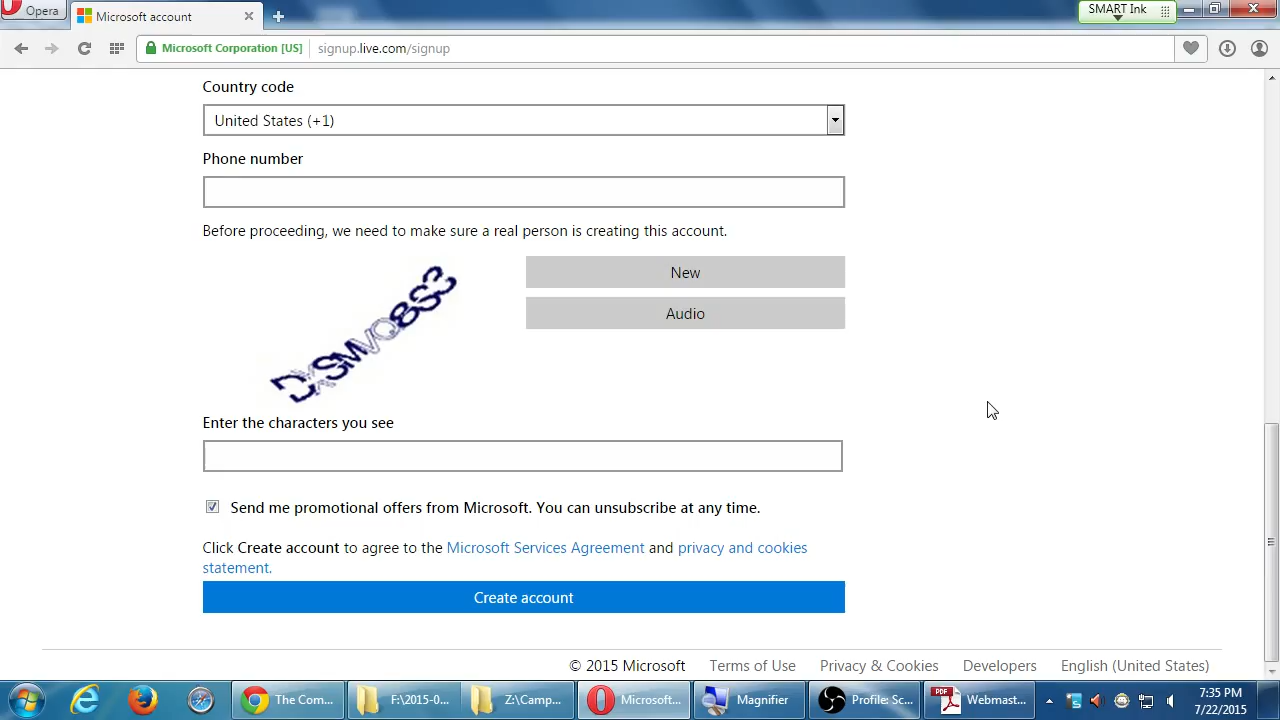 Opera
Microsoft account
SMART Ink
Microsoft Corporation [US]
signup.live.com/signup
Country code
United States (+1)
Phone number
Before proceeding, we need to make sure a real person is creating this account.
New
Audio
Enter the characters you see
Send me promotional offers from Microsoft. You can unsubscribe at any time.
Click Create account to agree to the Microsoft Services Agreement and privacy and cookies
statement.
Create account
© 2015 Microsoft Terms of Use Privacy & Cookies Developers English (United States)
The Com...
F:\2015-0...
Z:\Camp...
Microsoft...
Magnifier
Profile: Sc...
PDF
Webmast...
7:35 PM
7/22/2015